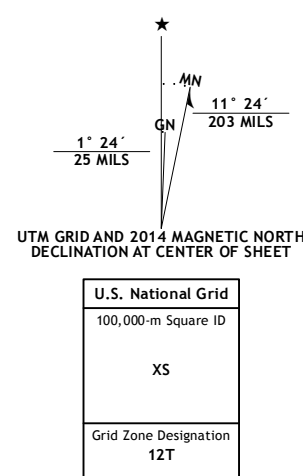 ★
MN
GN
11° 24´
203 MILS
1° 24´
25 MILS
UTM GRID AND 2014 MAGNETIC NORTH
DECLINATION AT CENTER OF SHEET
U.S. National Grid
100,000-m Square ID
XS
Grid Zone Designation
12T